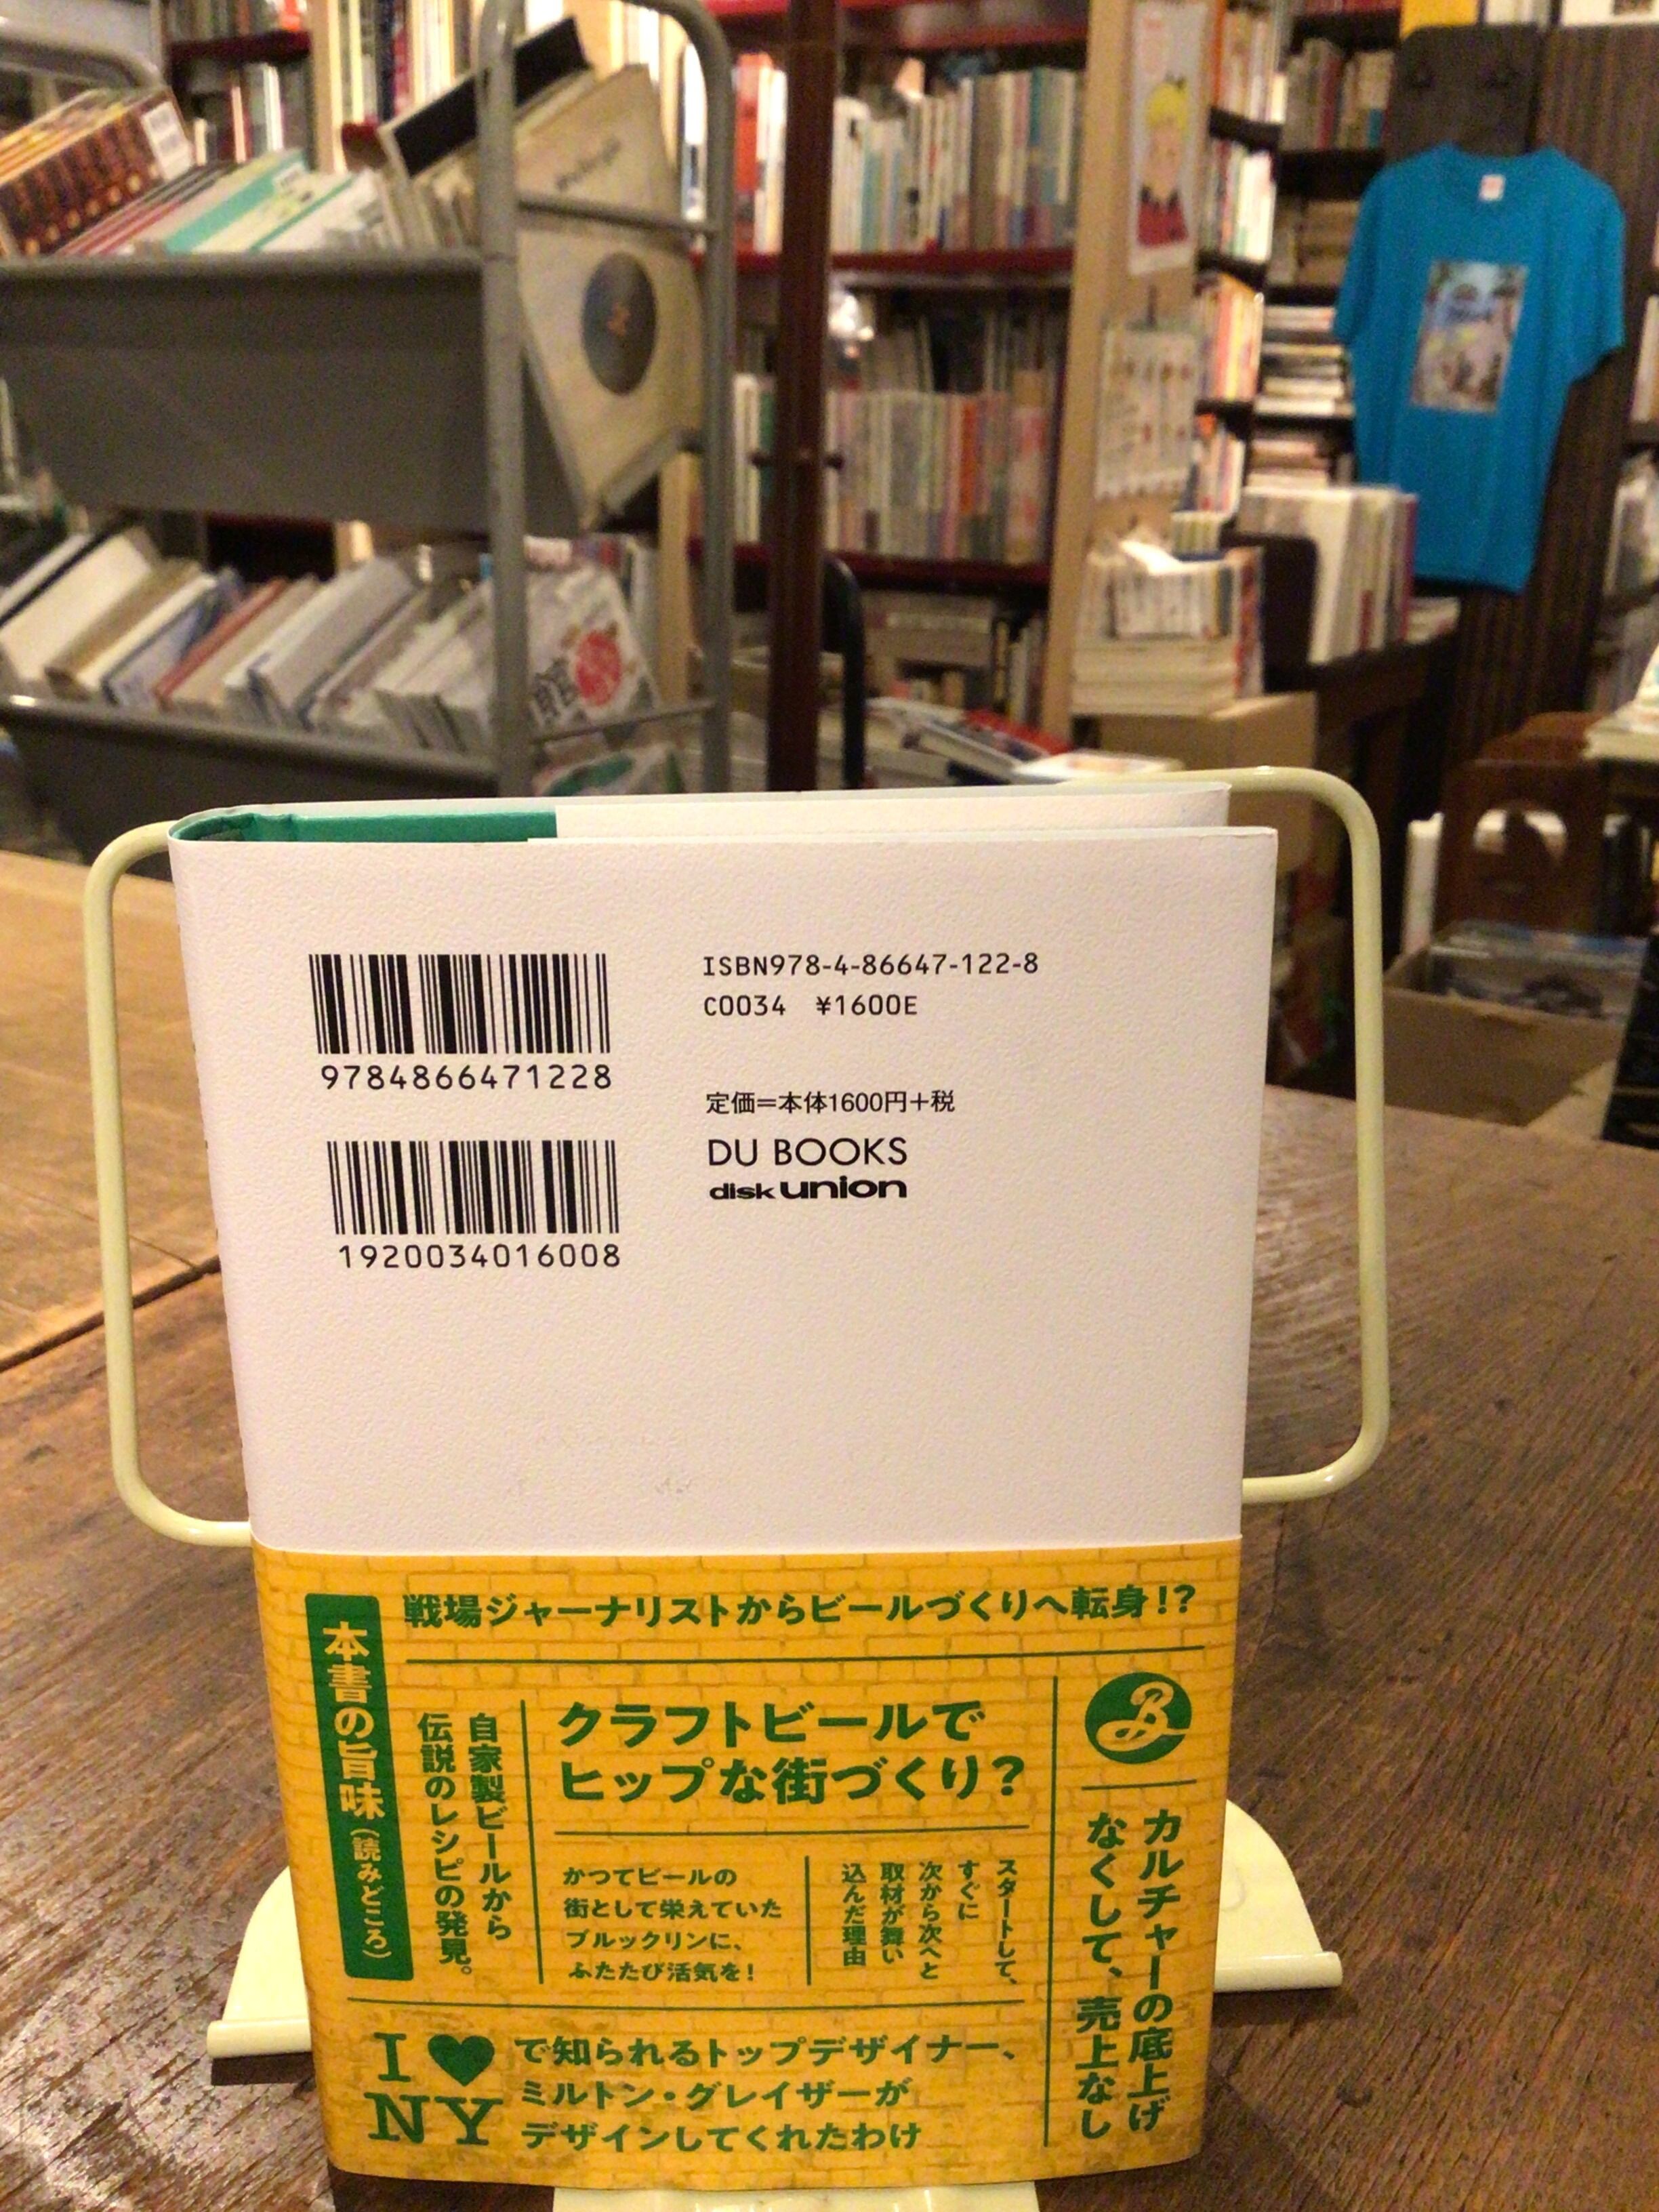 ISBN978-4-86647-122-8
C0034 ¥1600E
9784866471228
定価=本体1600円+税
DU BOOKS
disk union
1920034016008
戦場ジャーナリストからビールづくりへ転身!?
本書の旨味(読みどころ)
自家製ビールから
伝説のレシピの発見。
クラフトビールで
ヒップな街づくり?
かつてビールの
街として栄えていた
ブルックリンに、
ふたたび活気を!
スタートして、
すぐに
次から次へと
取材が舞い
込んだ理由
B
カルチャーの底上げ
なくして、売上なし
I ♥
NY
で知られるトップデザイナー、
ミルトン・グレイザーが
デザインしてくれたわけ